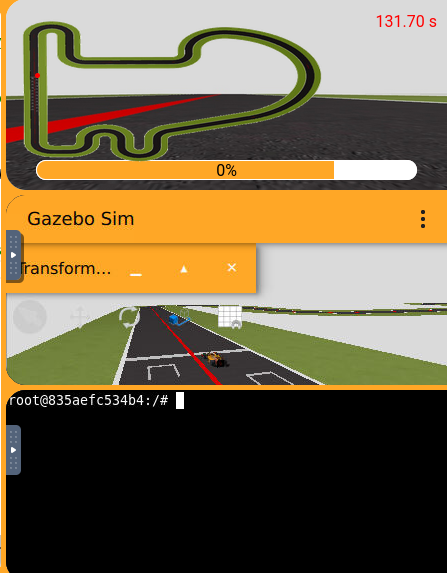 131.70 s
0%
Gazebo Sim
Transform...
root@835aefc534b4:/#